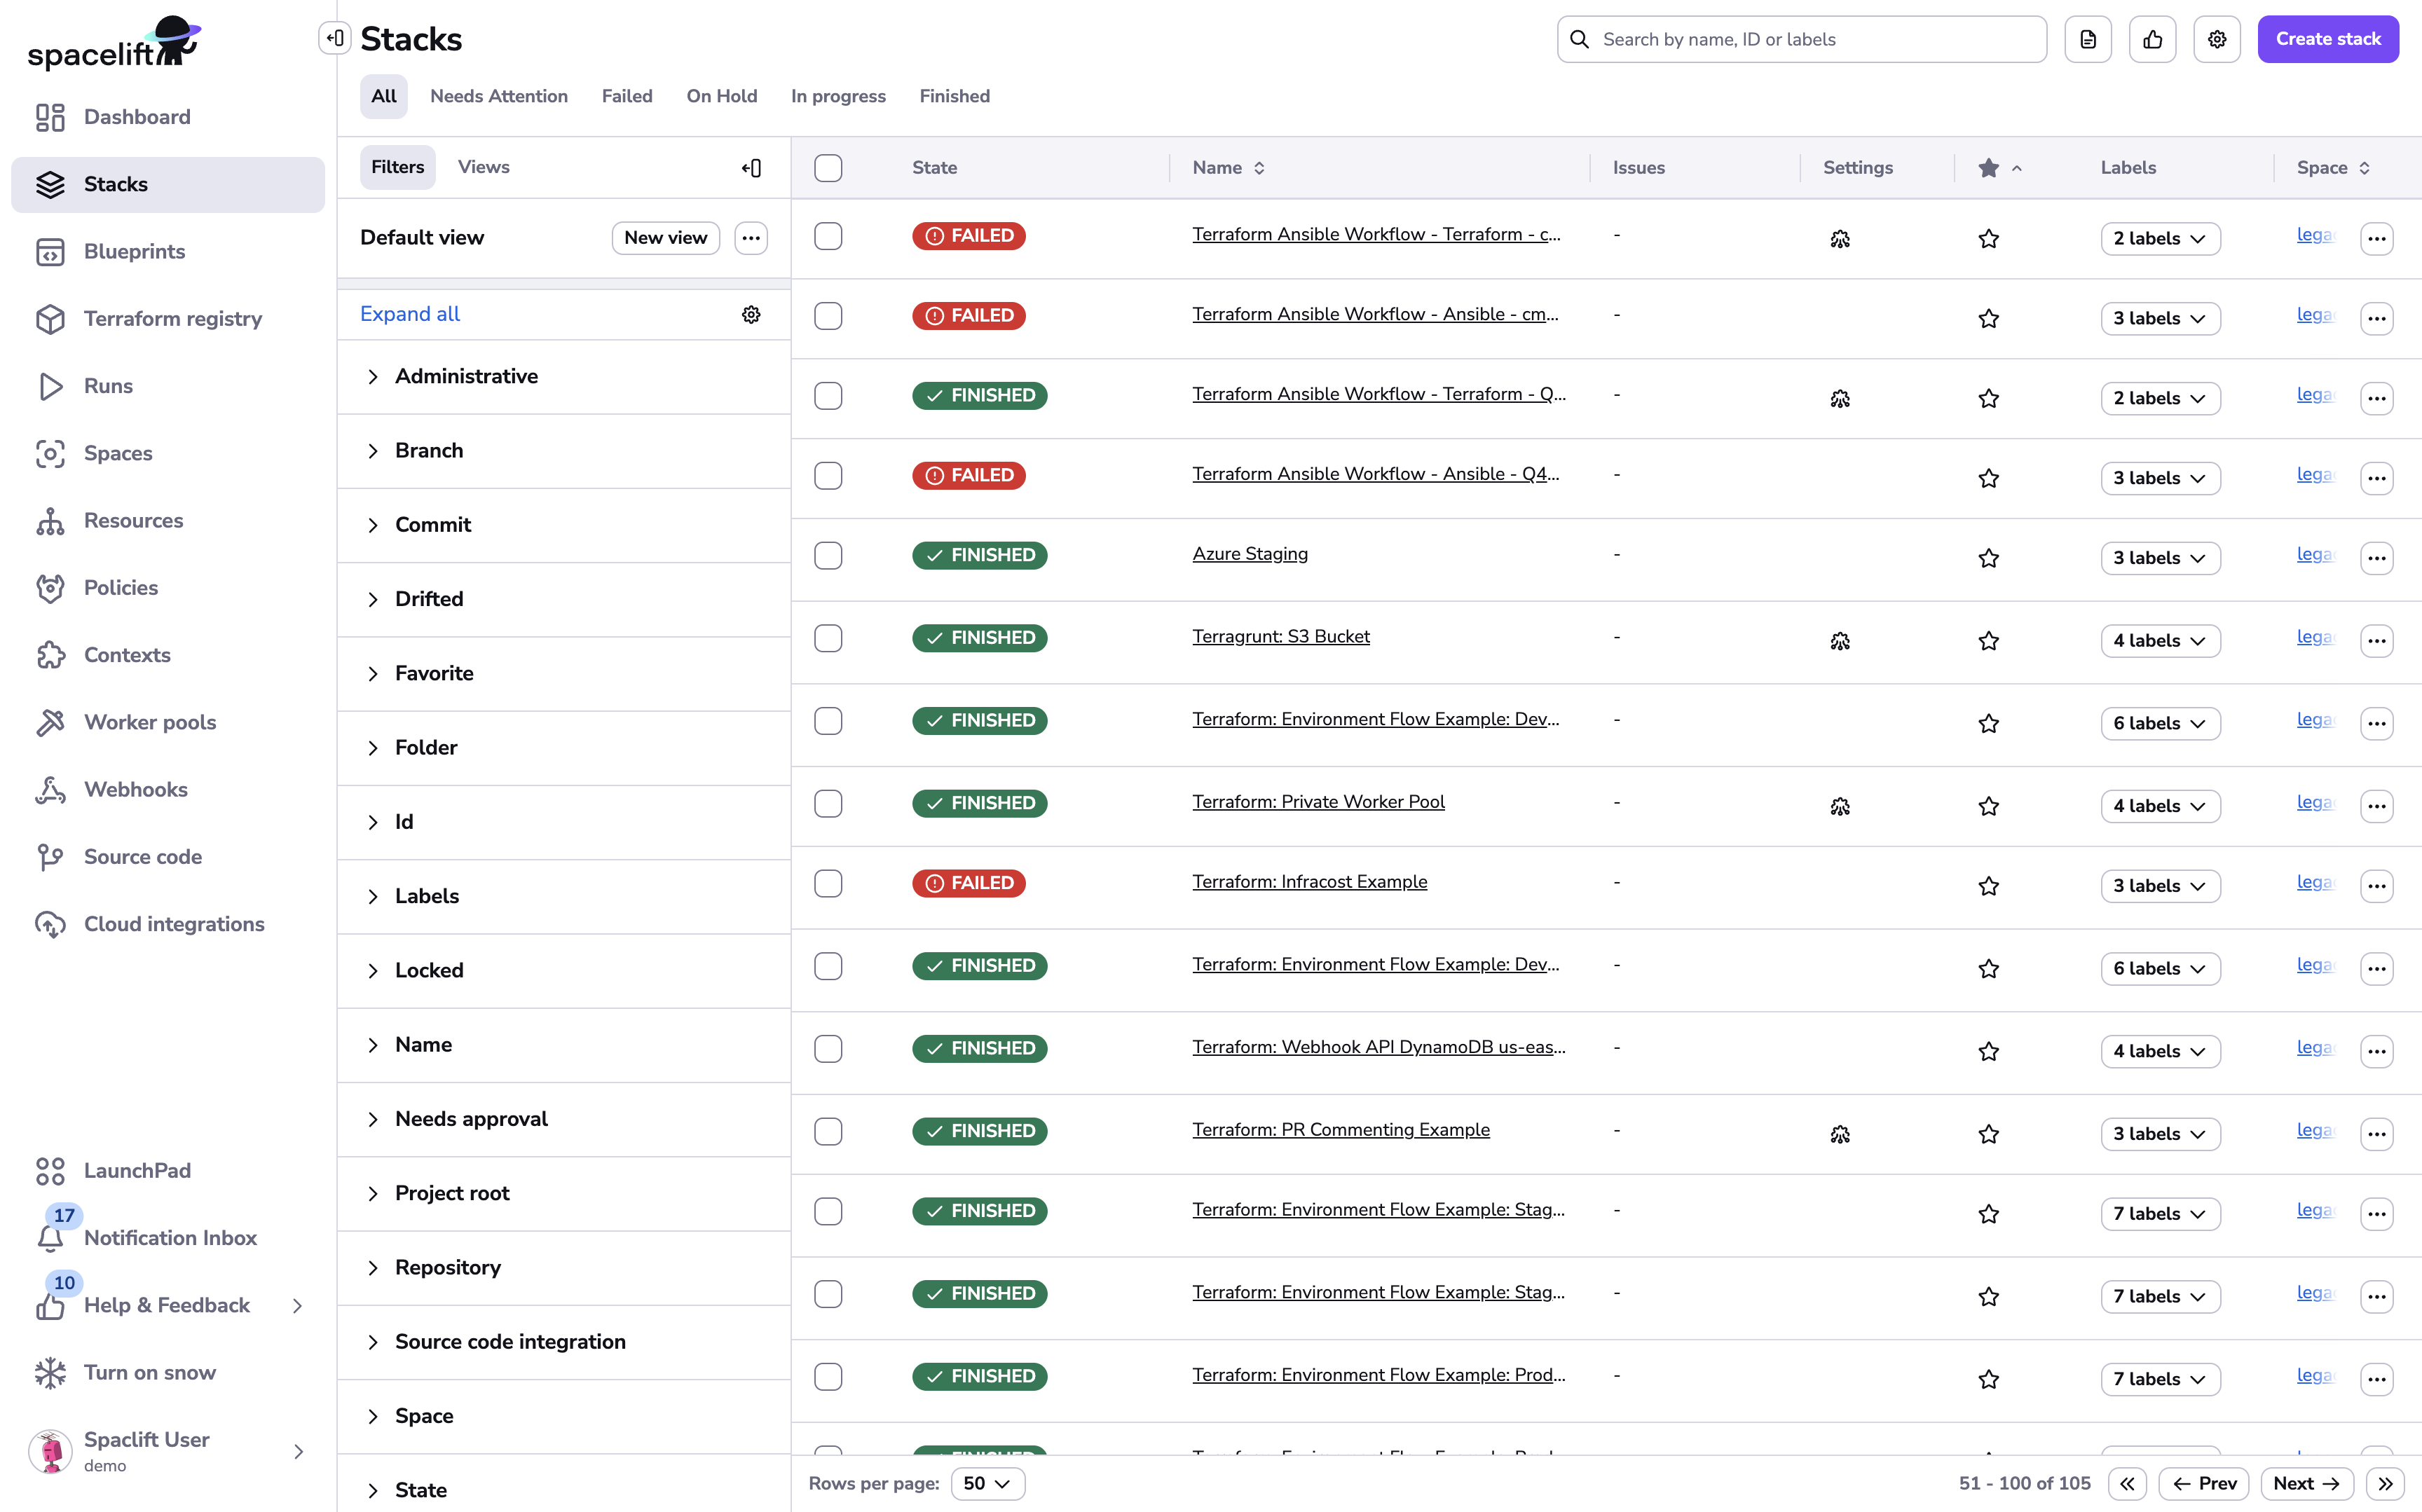 spacelift
Dashboard
Stacks
Blueprints
Terraform registry
Runs
Spaces
Resources
Policies
Contexts
Worker pools
Webhooks
Source code
Cloud integrations
LaunchPad
17
Notification Inbox
10
Help & Feedback
Turn on snow
Spaclift User
demo
Stacks
Search by name, ID or labels
Create stack
All Needs Attention Failed On Hold In progress Finished
Filters Views
Default view New view
Expand all
Administrative
Branch
Commit
Drifted
Favorite
Folder
Id
Labels
Locked
Name
Needs approval
Project root
Repository
Source code integration
Space
State
State Name Issues Settings Labels Space
FAILED Terraform Ansible Workflow - Terraform - c... - 2 labels lega
FAILED Terraform Ansible Workflow - Ansible - cm... - 3 labels lega
FINISHED Terraform Ansible Workflow - Terraform - Q... - 2 labels lega
FAILED Terraform Ansible Workflow - Ansible - Q4... - 3 labels lega
FINISHED Azure Staging - 3 labels lega
FINISHED Terragrunt: S3 Bucket - 4 labels lega
FINISHED Terraform: Environment Flow Example: Dev... - 6 labels lega
FINISHED Terraform: Private Worker Pool - 4 labels lega
FAILED Terraform: Infracost Example - 3 labels lega
FINISHED Terraform: Environment Flow Example: Dev... - 6 labels lega
FINISHED Terraform: Webhook API DynamoDB us-eas... - 4 labels lega
FINISHED Terraform: PR Commenting Example - 3 labels lega
FINISHED Terraform: Environment Flow Example: Stag... - 7 labels lega
FINISHED Terraform: Environment Flow Example: Stag... - 7 labels lega
FINISHED Terraform: Environment Flow Example: Prod... - 7 labels lega
Rows per page: 50
51 - 100 of 105 Prev Next